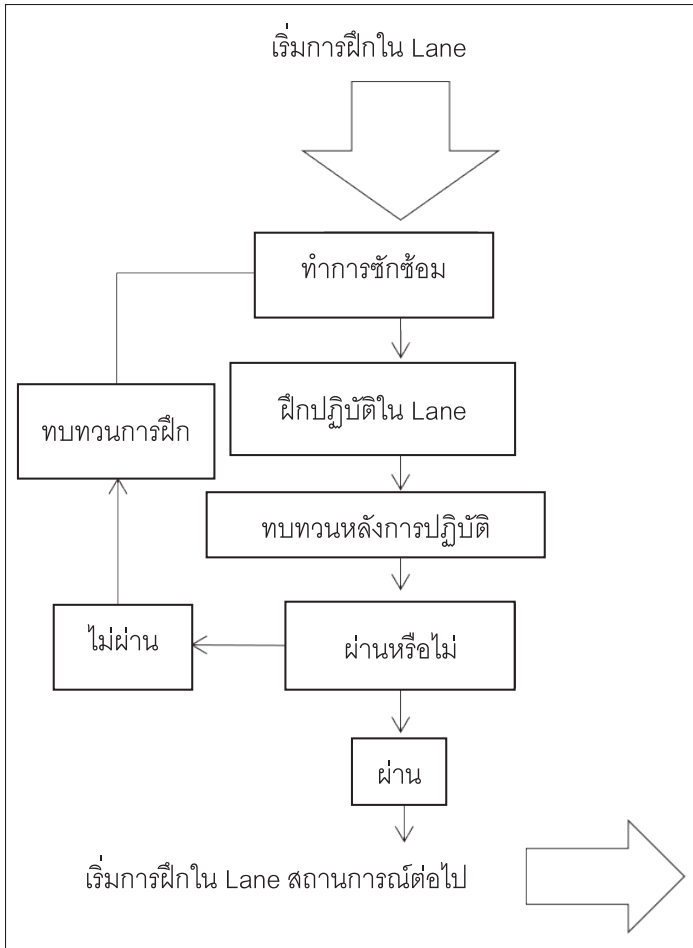 เริ่มการฝึกใน Lane
ทำการซักซ้อม
ฝึกปฏิบัติใน Lane
ทบทวนการฝึก
ทบทวนหลังการปฏิบัติ
ไม่ผ่าน
ผ่านหรือไม่
ผ่าน
เริ่มการฝึกใน Lane สถานการณ์ต่อไป